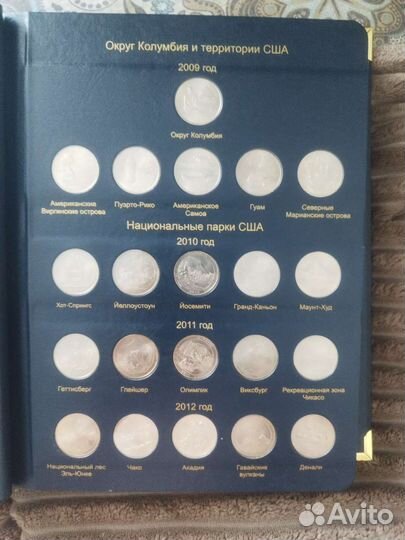 Округ Колумбия и территории США
2009 год
Округ Колумбия
Американские
Виргинские острова
Пуэрто-Рико
Американское
Самоа
Гуам
Северные
Марианские острова
Национальные парки США
2010 год
Хот-Спрингс
Йеллоустоун
Йосемити
Гранд-Каньон
Маунт-Худ
2011 год
Геттисберг
Глейшер
Олимпик
Виксбург
Рекреационная зона
Чикасо
2012 год
Национальный лес
Эль-Юнке
Чако
Акадия
Гавайские
вулканы
Денали
Avito